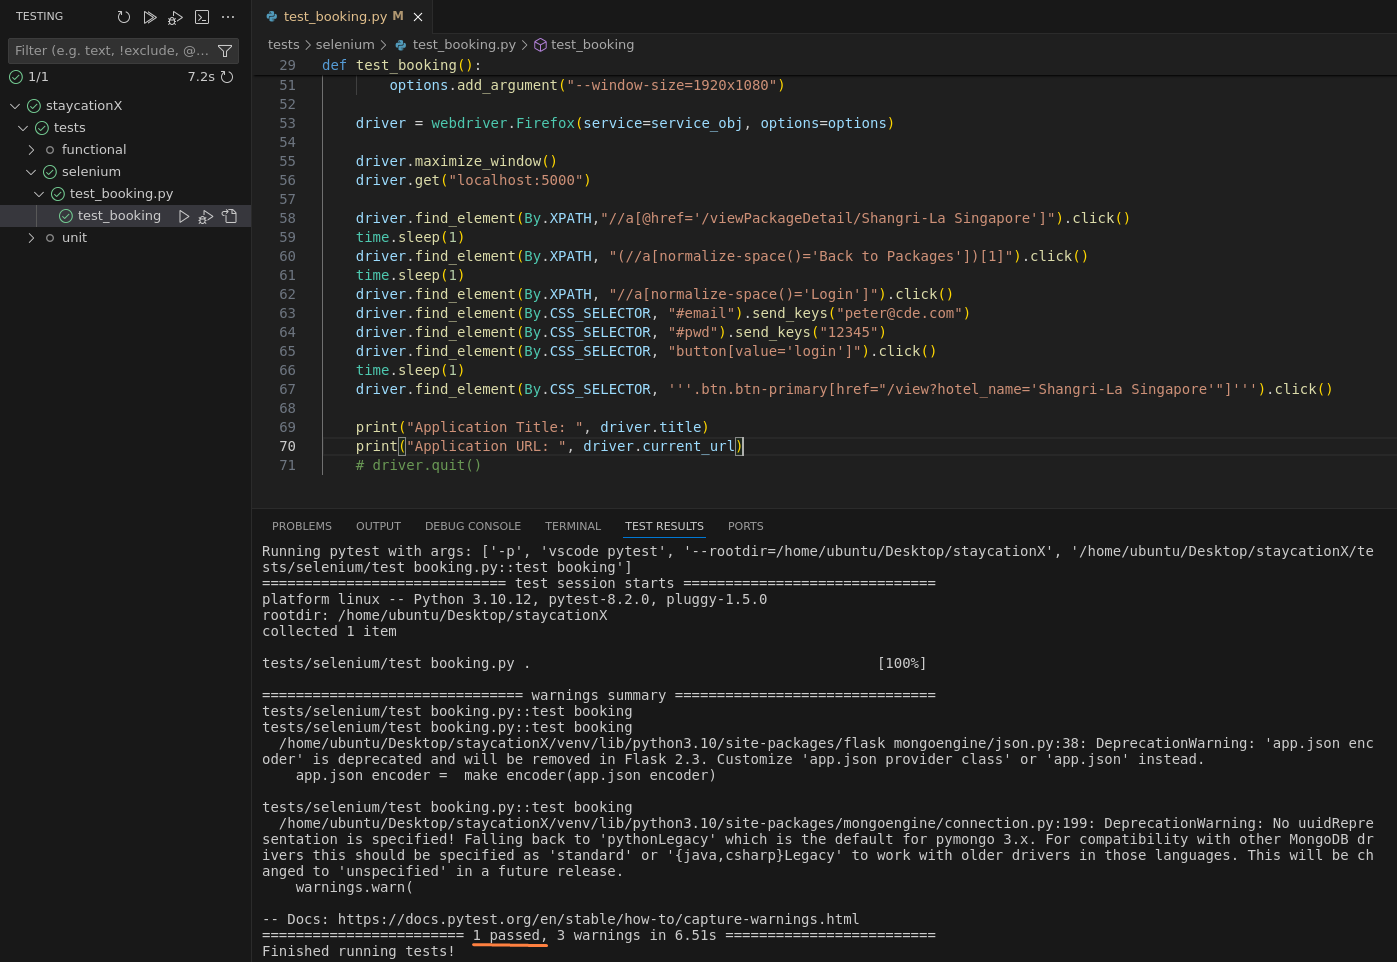 TESTING
Filter (e.g. text, !exclude, @...
1/1
7.2s
staycationX
tests
functional
selenium
test_booking.py
test_booking
unit
test_booking.py M
tests > selenium > test_booking.py > test_booking
29 def test_booking():
51 options.add_argument("--window-size=1920x1080")
52
53 driver = webdriver.Firefox(service=service_obj, options=options)
54
55 driver.maximize_window()
56 driver.get("localhost:5000")
57
58 driver.find_element(By.XPATH,"//a[@href='/viewPackageDetail/Shangri-La Singapore']").click()
59 time.sleep(1)
60 driver.find_element(By.XPATH, "(//a[normalize-space()='Back to Packages'])[1]").click()
61 time.sleep(1)
62 driver.find_element(By.XPATH, "//a[normalize-space()='Login']").click()
63 driver.find_element(By.CSS_SELECTOR, "#email").send_keys("peter@cde.com")
64 driver.find_element(By.CSS_SELECTOR, "#pwd").send_keys("12345")
65 driver.find_element(By.CSS_SELECTOR, "button[value='login']").click()
66 time.sleep(1)
67 driver.find_element(By.CSS_SELECTOR, '''.btn.btn-primary[href="/view?hotel_name='Shangri-La Singapore'"]''').click()
68
69 print("Application Title: ", driver.title)
70 print("Application URL: ", driver.current_url)
71 # driver.quit()
PROBLEMS OUTPUT DEBUG CONSOLE TERMINAL TEST RESULTS PORTS
Running pytest with args: ['-p', 'vscode pytest', '--rootdir=/home/ubuntu/Desktop/staycationX', '/home/ubuntu/Desktop/staycationX/te
sts/selenium/test booking.py::test booking']
============================= test session starts ==============================
platform linux -- Python 3.10.12, pytest-8.2.0, pluggy-1.5.0
rootdir: /home/ubuntu/Desktop/staycationX
collected 1 item
tests/selenium/test booking.py . [100%]
=============================== warnings summary ===============================
tests/selenium/test booking.py::test booking
tests/selenium/test booking.py::test booking
/home/ubuntu/Desktop/staycationX/venv/lib/python3.10/site-packages/flask mongoengine/json.py:38: DeprecationWarning: 'app.json enc
oder' is deprecated and will be removed in Flask 2.3. Customize 'app.json provider class' or 'app.json' instead.
app.json encoder =  make encoder(app.json encoder)
tests/selenium/test booking.py::test booking
/home/ubuntu/Desktop/staycationX/venv/lib/python3.10/site-packages/mongoengine/connection.py:199: DeprecationWarning: No uuidRepre
sentation is specified! Falling back to 'pythonLegacy' which is the default for pymongo 3.x. For compatibility with other MongoDB dr
ivers this should be specified as 'standard' or '{java,csharp}Legacy' to work with older drivers in those languages. This will be ch
anged to 'unspecified' in a future release.
warnings.warn(
-- Docs: https://docs.pytest.org/en/stable/how-to/capture-warnings.html
======================== 1 passed, 3 warnings in 6.51s =========================
Finished running tests!